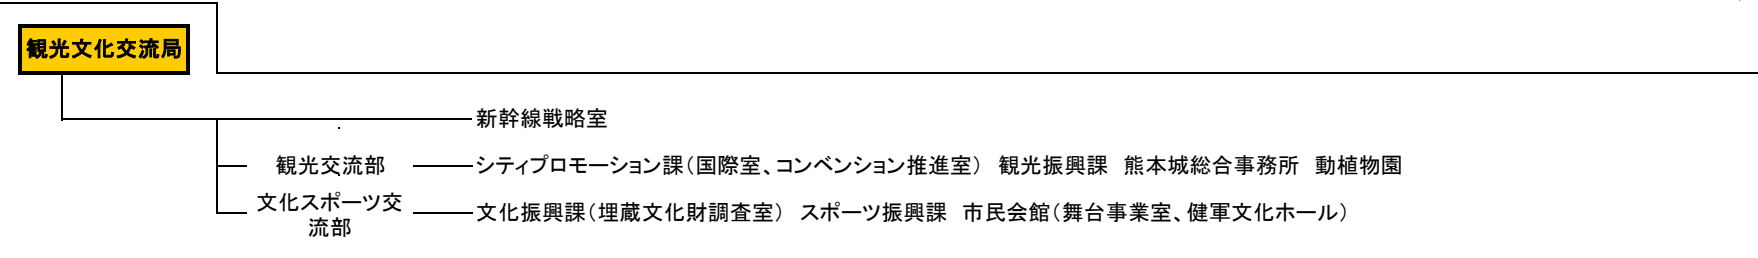 観光文化交流局
新幹線戦略室
観光交流部　シティプロモーション課（国際室、コンベンション推進室）　観光振興課　熊本城総合事務所　動植物園
文化スポーツ交
流部
文化振興課（埋蔵文化財調査室）　スポーツ振興課　市民会館（舞台事業室、健軍文化ホール）